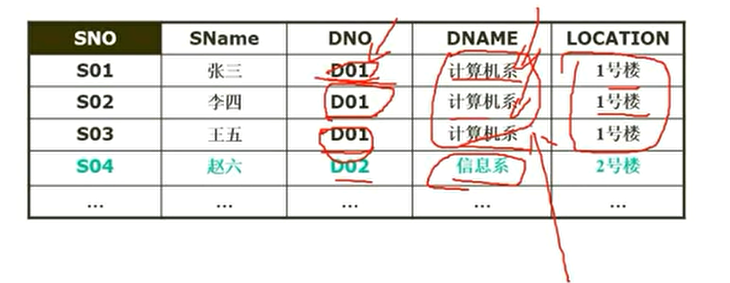 SNO SName DNO DNAME LOCATION
S01 张三 D01 计算机系 1号楼
S02 李四 D01 计算机系 1号楼
S03 王五 D01 计算机系 1号楼
S04 赵六 D02 信息系 2号楼
... ... ... ... ...